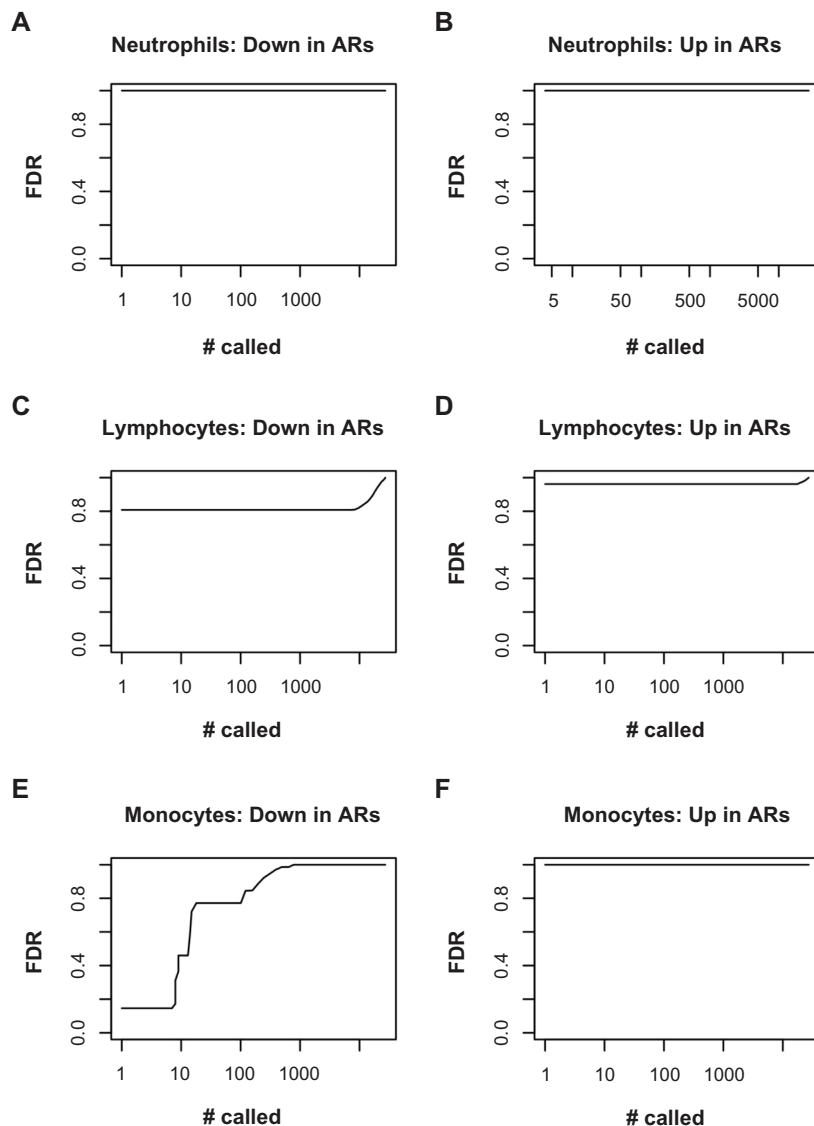 A
Neutrophils: Down in ARs
FDR
0.8
0.4
0.0
1 10 100 1000
# called
B
Neutrophils: Up in ARs
FDR
0.8
0.4
0.0
5 50 500 5000
# called
C
Lymphocytes: Down in ARs
FDR
0.8
0.4
0.0
1 10 100 1000
# called
D
Lymphocytes: Up in ARs
FDR
0.8
0.4
0.0
1 10 100 1000
# called
E
Monocytes: Down in ARs
FDR
0.8
0.4
0.0
1 10 100 1000
# called
F
Monocytes: Up in ARs
FDR
0.8
0.4
0.0
1 10 100 1000
# called